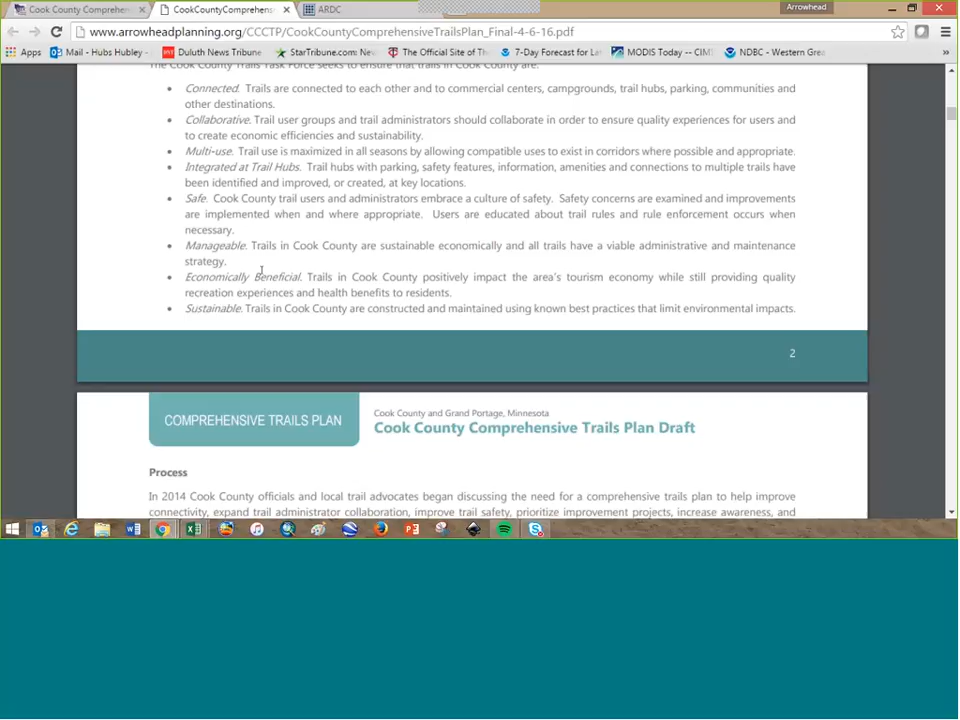 Arrowhead
Cook County Comprehen
CookCountyComprehens
ARDC
www.arrowheadplanning.org/CCCTP/CookCountyComprehensiveTrailsPlan_Final-4-6-16.pdf
Apps Mail - Hubs Hubley - Duluth News Tribune StarTribune.com: Nev The Official Site of Th 7-Day Forecast for Lat MODIS Today -- CIM NDBC - Western Grea »
The Cook County Trails Task Force seeks to ensure that trails in Cook County are:
• Connected. Trails are connected to each other and to commercial centers, campgrounds, trail hubs, parking, communities and
other destinations.
• Collaborative. Trail user groups and trail administrators should collaborate in order to ensure quality experiences for users and
to create economic efficiencies and sustainability.
• Multi-use. Trail use is maximized in all seasons by allowing compatible uses to exist in corridors where possible and appropriate.
• Integrated at Trail Hubs. Trail hubs with parking, safety features, information, amenities and connections to multiple trails have
been identified and improved, or created, at key locations.
• Safe. Cook County trail users and administrators embrace a culture of safety. Safety concerns are examined and improvements
are implemented when and where appropriate. Users are educated about trail rules and rule enforcement occurs when
necessary.
• Manageable. Trails in Cook County are sustainable economically and all trails have a viable administrative and maintenance
strategy.
• Economically Beneficial. Trails in Cook County positively impact the area's tourism economy while still providing quality
recreation experiences and health benefits to residents.
• Sustainable. Trails in Cook County are constructed and maintained using known best practices that limit environmental impacts.
2
COMPREHENSIVE TRAILS PLAN
Cook County and Grand Portage, Minnesota
Cook County Comprehensive Trails Plan Draft
Process
In 2014 Cook County officials and local trail advocates began discussing the need for a comprehensive trails plan to help improve
connectivity, expand trail administrator collaboration, improve trail safety, prioritize improvement projects, increase awareness, and